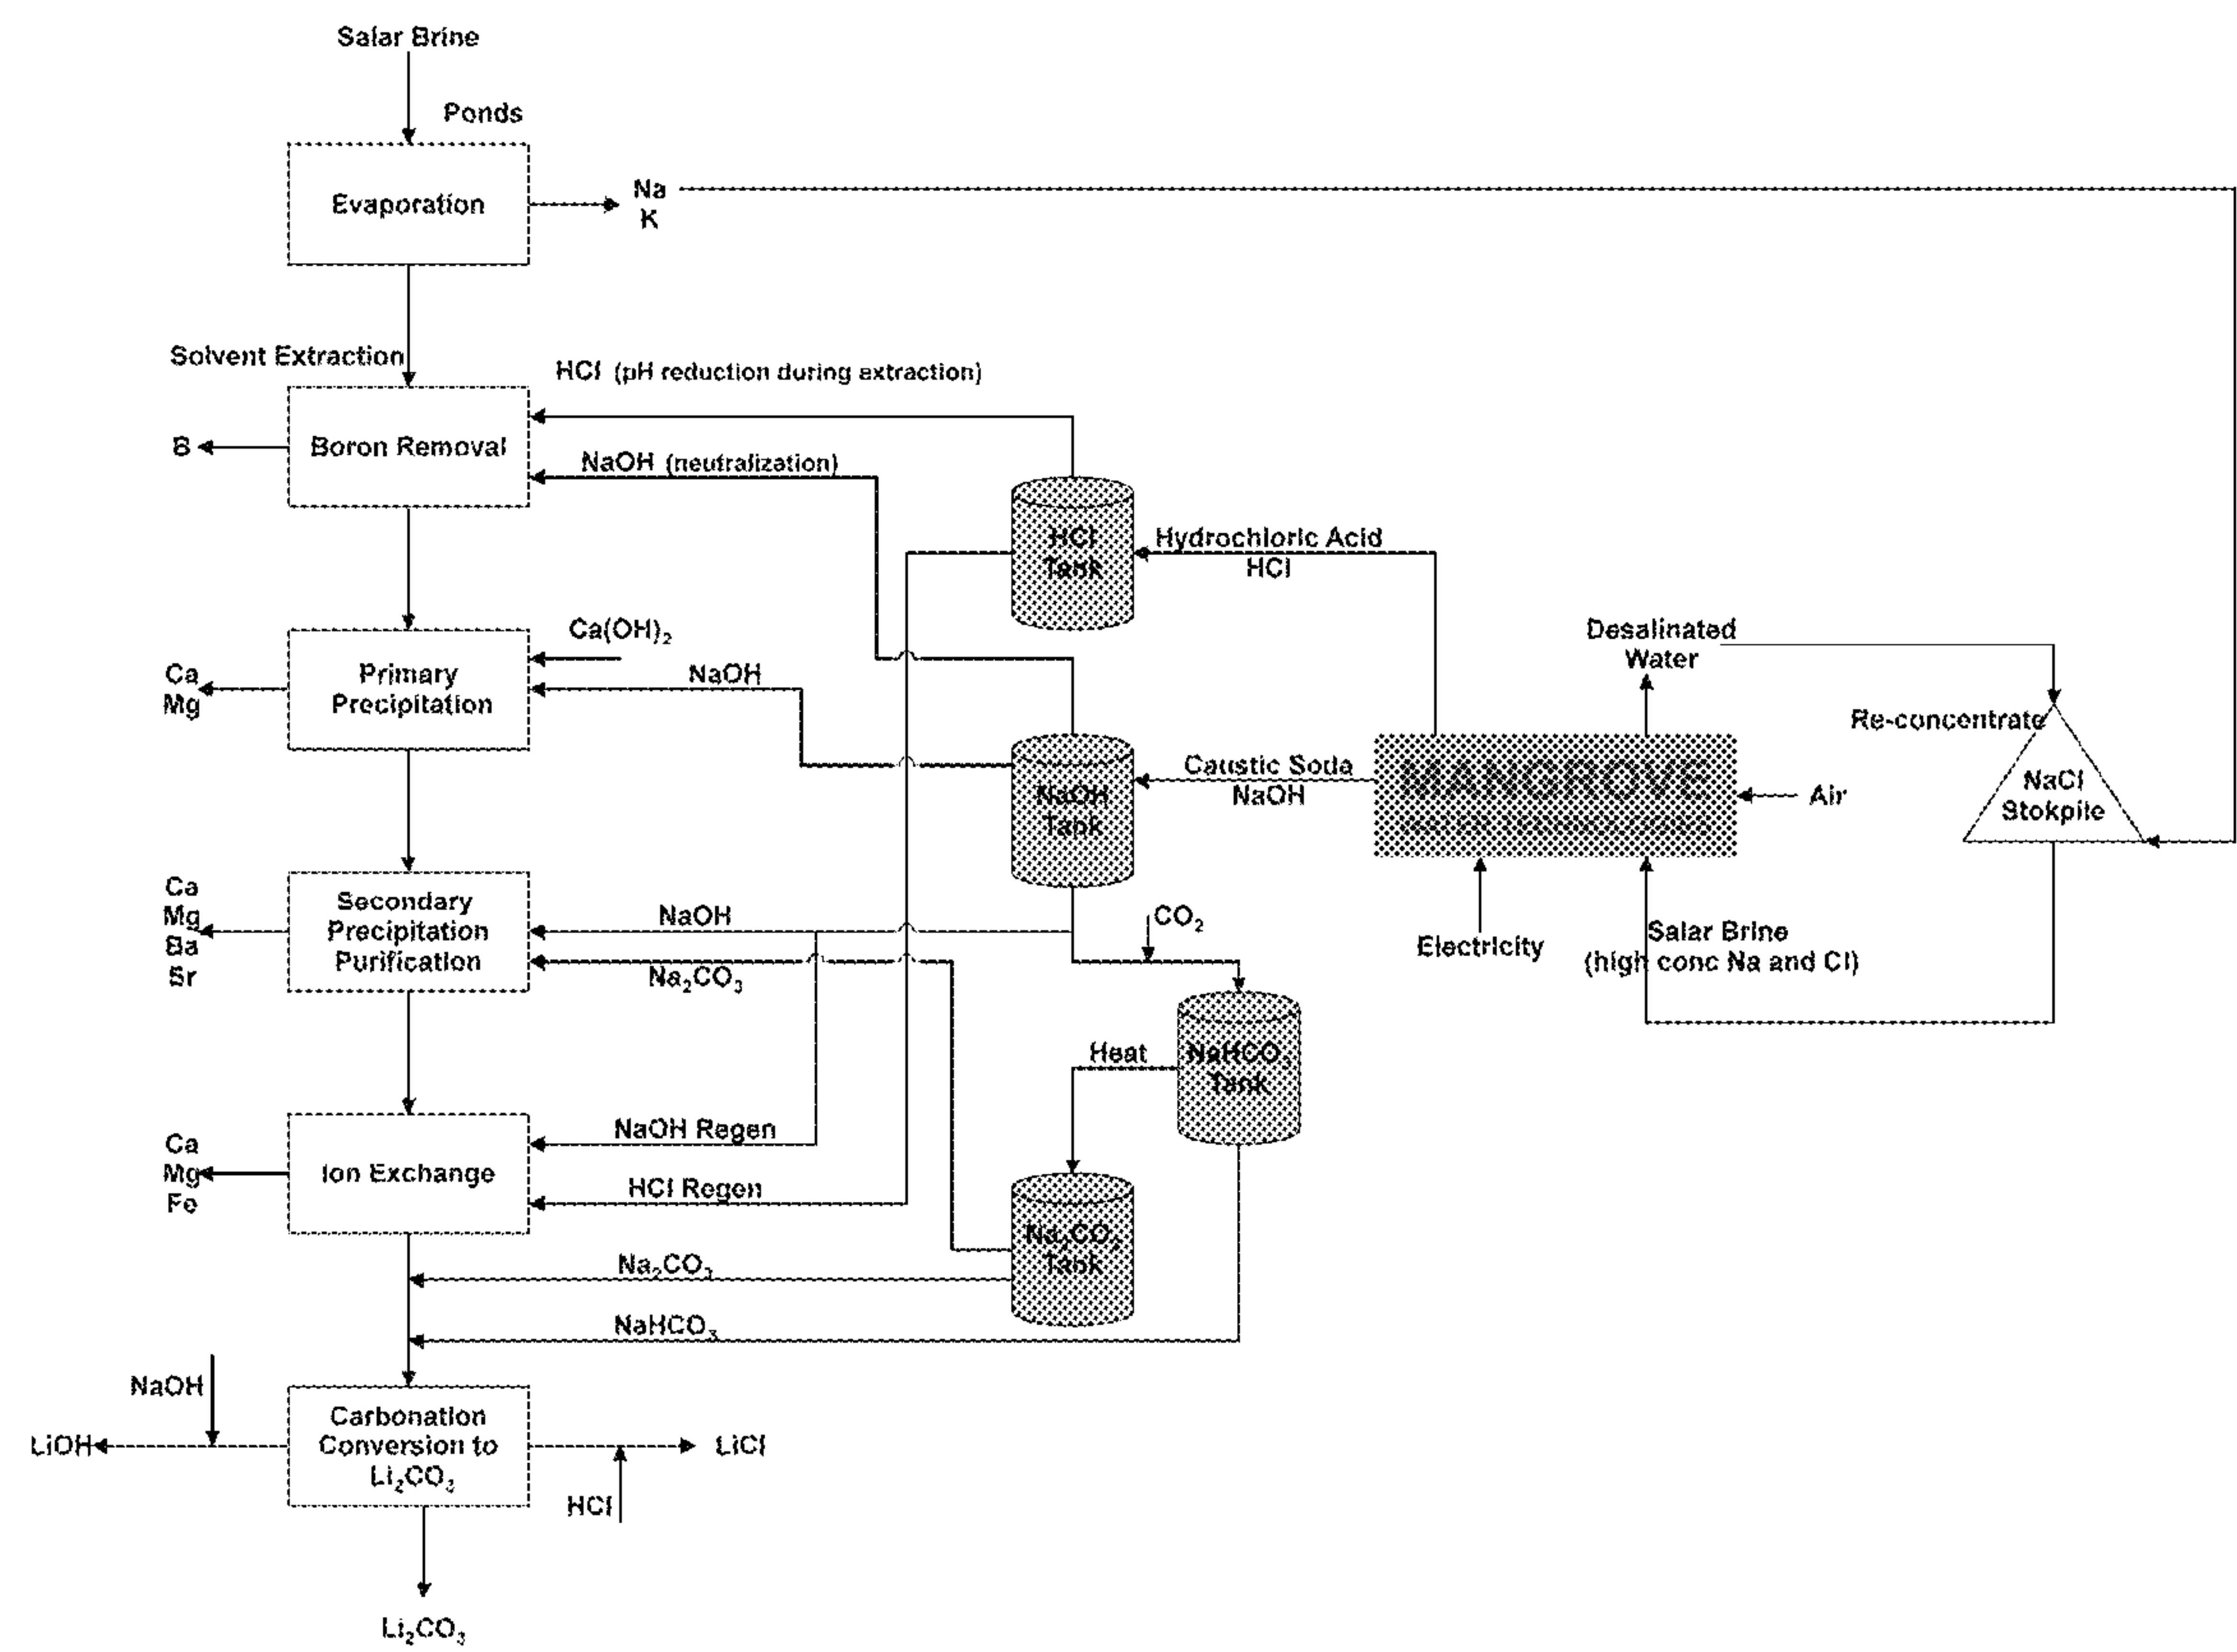 Salar Brine
Ponds
Evaporation
Na
K
Solvent Extraction
HCl (pH reduction during extraction)
B
Boron Removal
NaOH (neutralization)
HCl
Tank
Hydrochloric Acid
HCl
Ca(OH)₂
Ca
Mg
Primary
Precipitation
NaOH
Desalinated
Water
Re-concentrate
NaCl
Stokpile
NaOH
Tank
Caustic Soda
NaOH
MANGROVE
Air
Ca
Mg
Ba
Sr
Secondary
Precipitation
Purification
NaOH
Na₂CO₃
CO₂
Electricity
Salar Brine
(high conc Na and Cl)
Heat
NaHCO
Tank
Ca
Mg
Fe
Ion Exchange
NaOH Regen
HCl Regen
Na₂CO₃
Tank
Na₂CO₃
NaHCO₃
NaOH
LiOH
Carbonation
Conversion to
Li₂CO₃
LiCl
HCl
Li₂CO₃